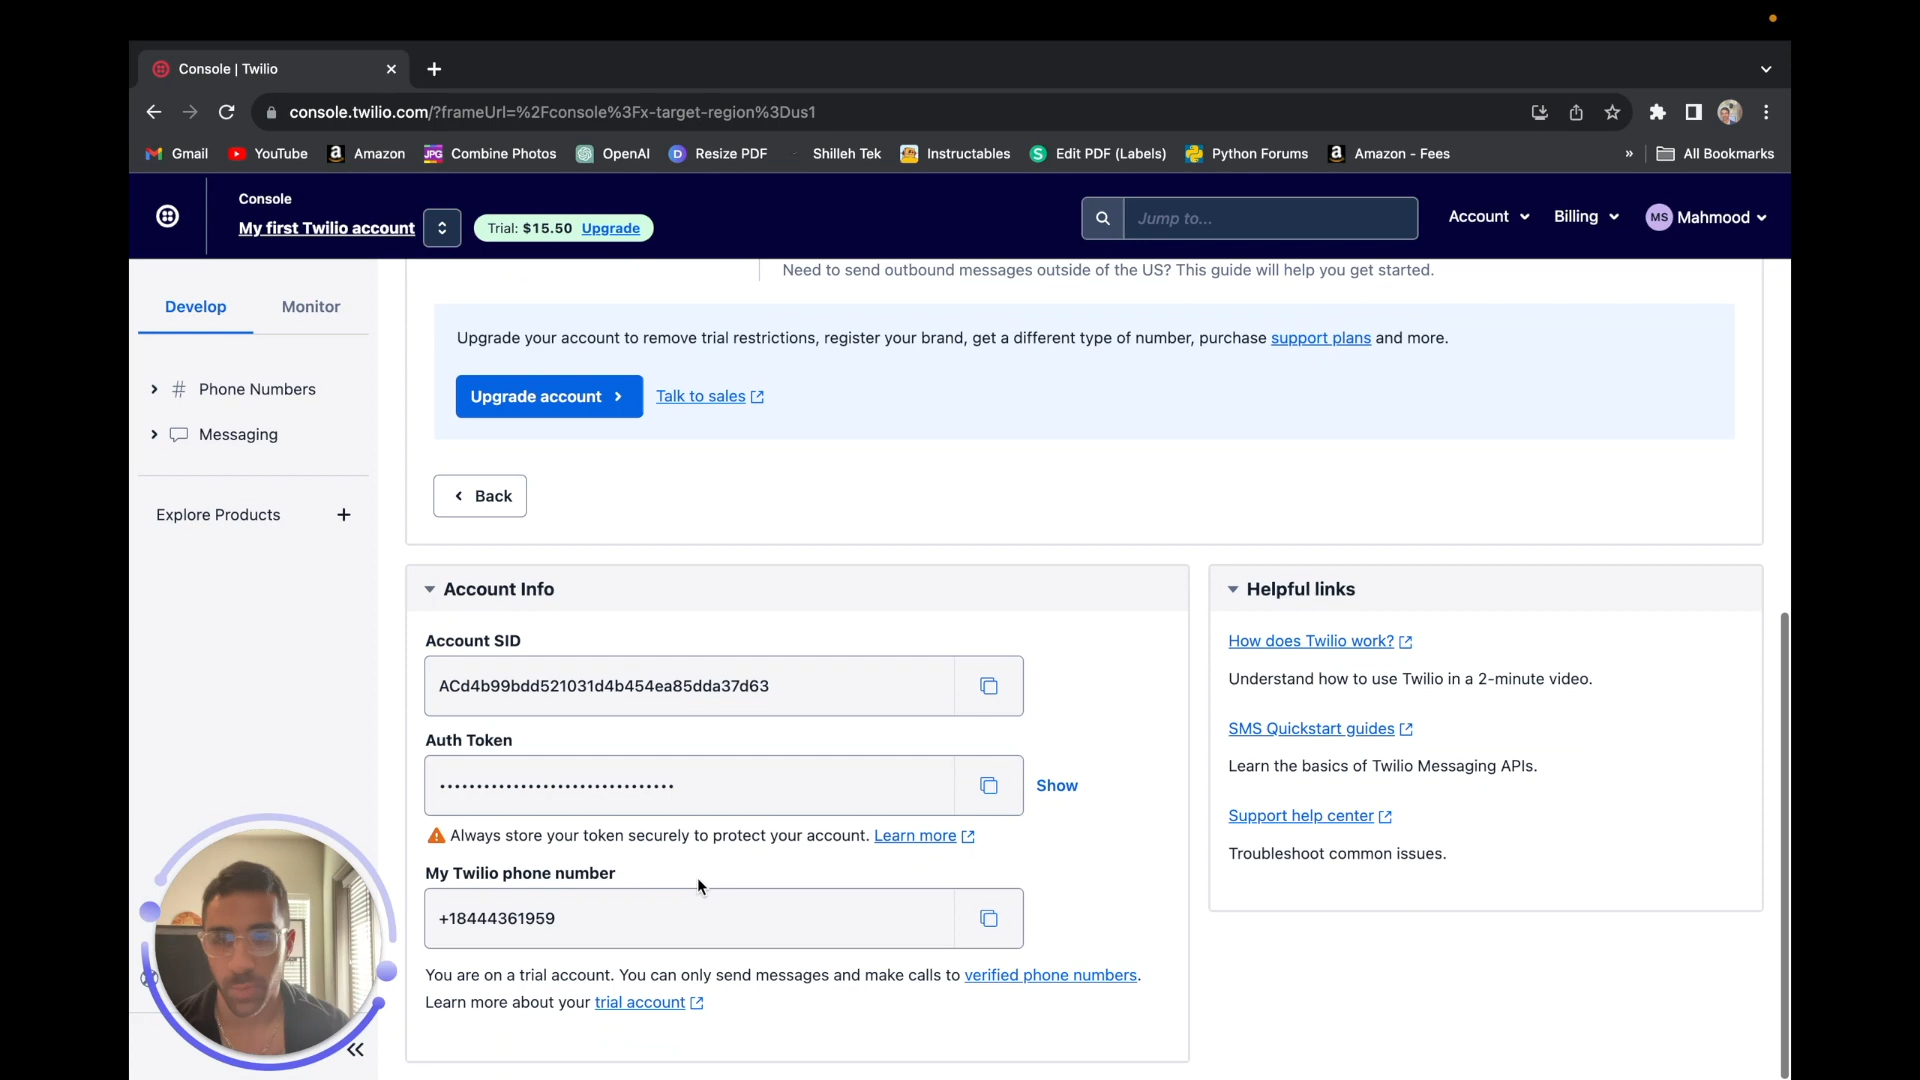 Console | Twilio
console.twilio.com/?frameUrl=%2Fconsole%3Fx-target-region%3Dus1
Gmail YouTube Amazon JPG Combine Photos OpenAI D Resize PDF Shilleh Tek Instructables S Edit PDF (Labels) Python Forums Amazon - Fees » All Bookmarks
Console
My first Twilio account Trial: $15.50 Upgrade Jump to... Account Billing MS Mahmood
Need to send outbound messages outside of the US? This guide will help you get started.
Develop Monitor
Upgrade your account to remove trial restrictions, register your brand, get a different type of number, purchase support plans and more.
Phone Numbers
Upgrade account Talk to sales
Messaging
Back
Explore Products +
Account Info
Account SID
ACd4b99bdd521031d4b454ea85dda37d63
Auth Token
•••••••••••••••••••••••••••••••• Show
Always store your token securely to protect your account. Learn more
My Twilio phone number
+18444361959
You are on a trial account. You can only send messages and make calls to verified phone numbers.
Learn more about your trial account
Helpful links
How does Twilio work?
Understand how to use Twilio in a 2-minute video.
SMS Quickstart guides
Learn the basics of Twilio Messaging APIs.
Support help center
Troubleshoot common issues.